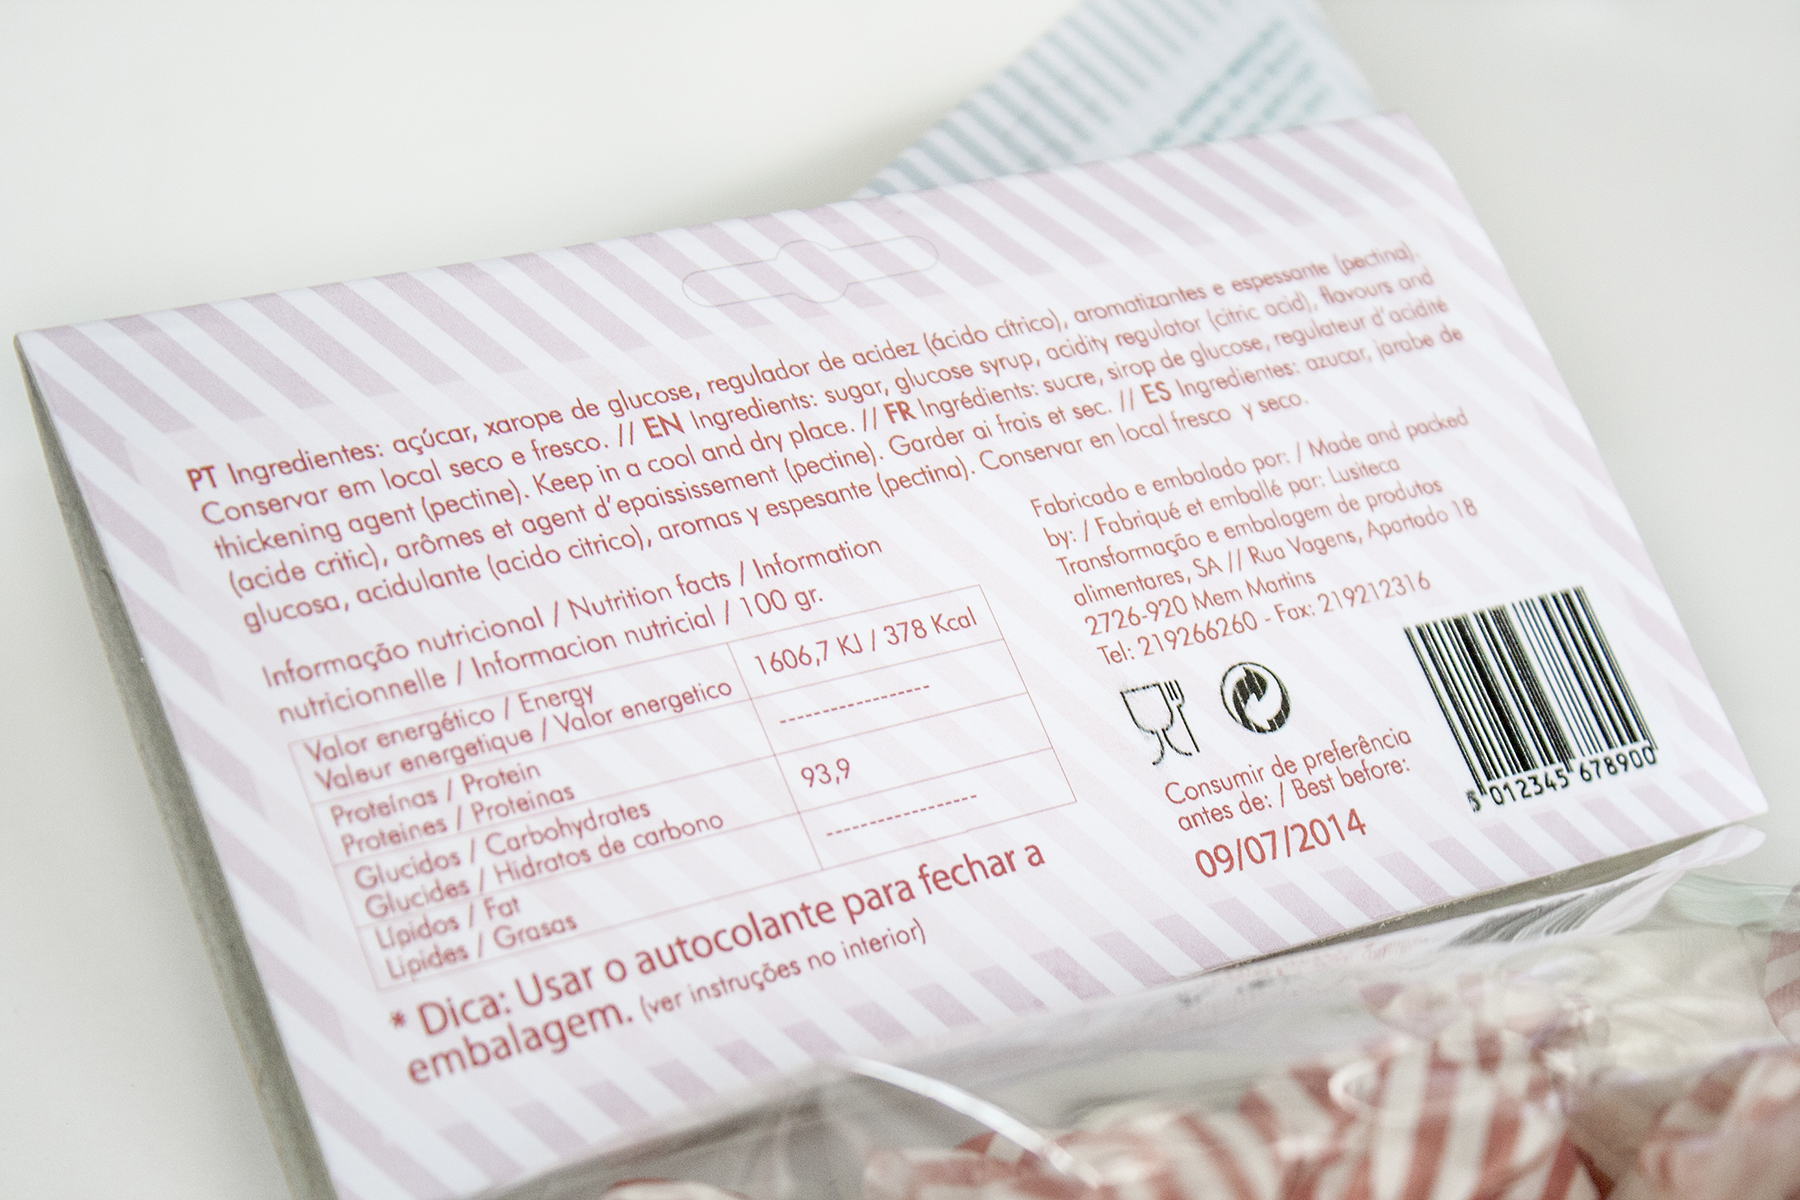 PT Ingredientes: açúcar, xarope de glucose, regulador de acidez (ácido cítrico), aromatizantes e espessante (pectina).
Conservar em local seco e fresco. // EN Ingredients: sugar, glucose syrup, acidity regulator (citric acid), flavours and
thickening agent (pectine). Keep in a cool and dry place. // FR Ingrédients: sucre, sirop de glucose, regulateur d'acidité
(acide critic), arômes et agent d'epaississement (pectine). Garder ai frais et sec. // ES Ingredientes: azucar, jarabe de
glucosa, acidulante (acido citrico), aromas y espesante (pectina). Conservar en local fresco y seco.
Informação nutricional / Nutrition facts / Information
nutricionnelle / Informacion nutricial / 100 gr.
Valor energético / Energy
Valeur energetique / Valor energetico
1606,7 KJ / 378 Kcal
Proteínas / Protein
Proteines / Proteinas
----------------
Glucidos / Carbohydrates
Glucides / Hidratos de carbono
93,9
Lípidos / Fat
Lipides / Grasas
----------------
* Dica: Usar o autocolante para fechar a
embalagem. (ver instruções no interior)
Fabricado e embalado por: / Made and packed
by: / Fabriqué et emballé par: Lusiteca
Transformação e embalagem de produtos
alimentares, SA // Rua Vagens, Apartado 18
2726-920 Mem Martins
Tel: 219266260 - Fax: 219212316
Consumir de preferência
antes de: / Best before:
09/07/2014
5 012345 678900